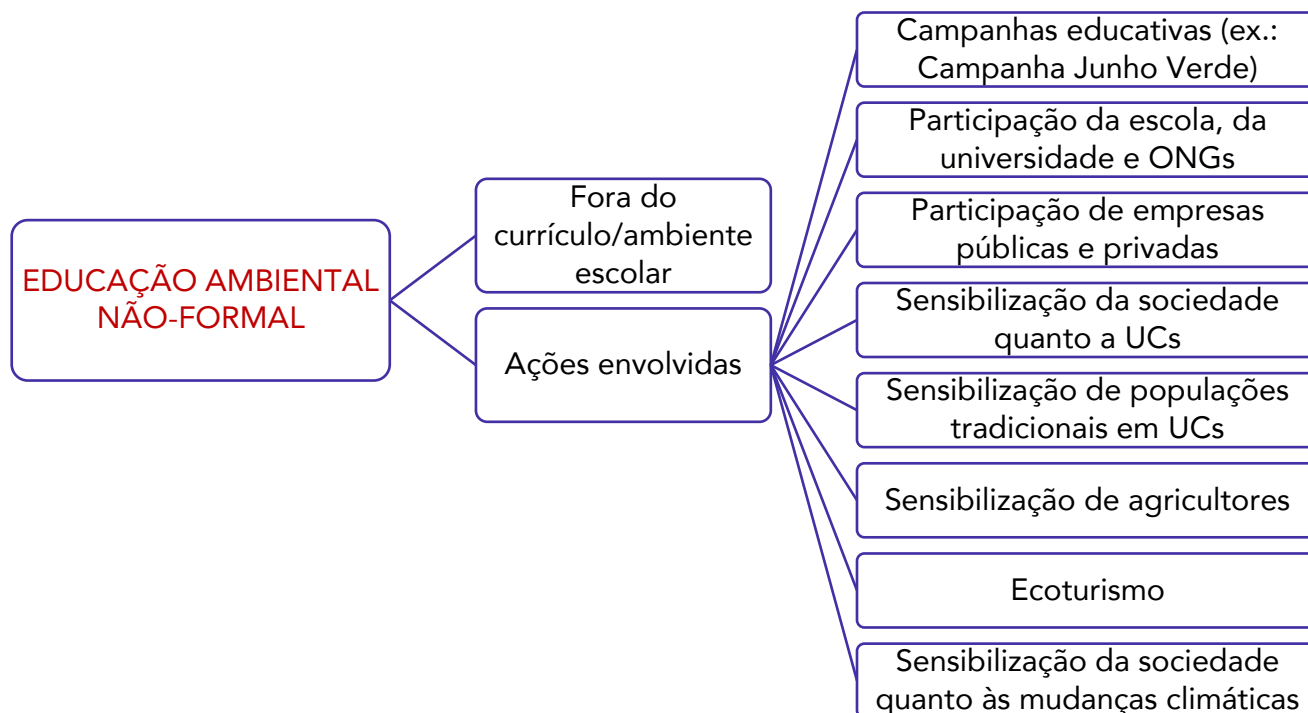 EDUCAÇÃO AMBIENTAL
NÃO-FORMAL
Fora do
currículo/ambiente
escolar
Ações envolvidas
Campanhas educativas (ex.:
Campanha Junho Verde)
Participação da escola, da
universidade e ONGs
Participação de empresas
públicas e privadas
Sensibilização da sociedade
quanto a UCs
Sensibilização de populações
tradicionais em UCs
Sensibilização de agricultores
Ecoturismo
Sensibilização da sociedade
quanto às mudanças climáticas